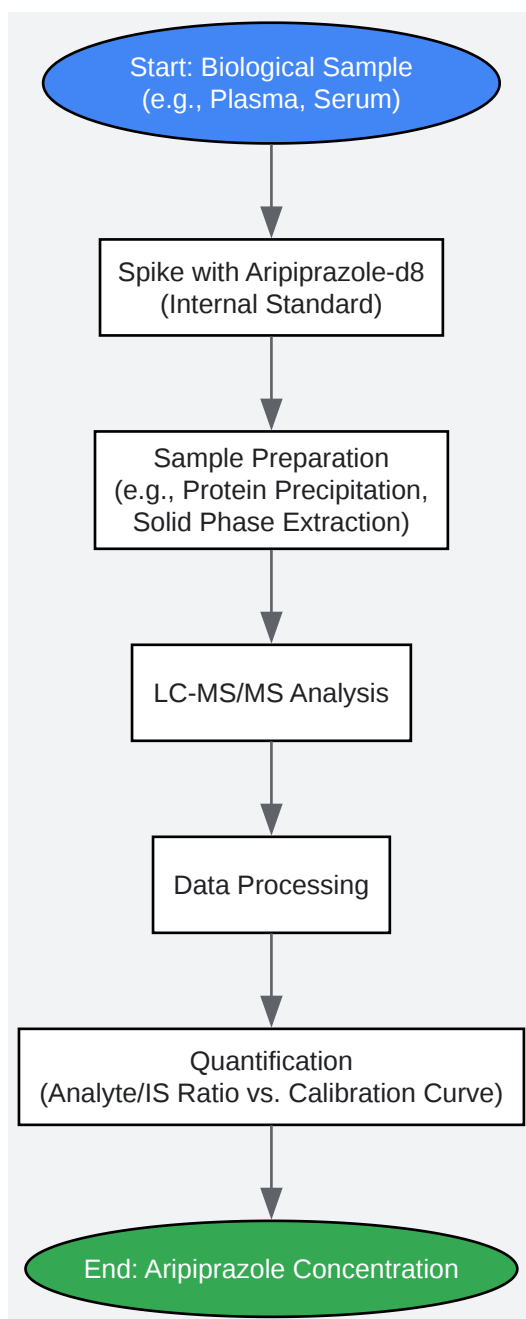 Start: Biological Sample
(e.g., Plasma, Serum)
Spike with Aripiprazole-d8
(Internal Standard)
Sample Preparation
(e.g., Protein Precipitation,
Solid Phase Extraction)
LC-MS/MS Analysis
Data Processing
Quantification
(Analyte/IS Ratio vs. Calibration Curve)
End: Aripiprazole Concentration